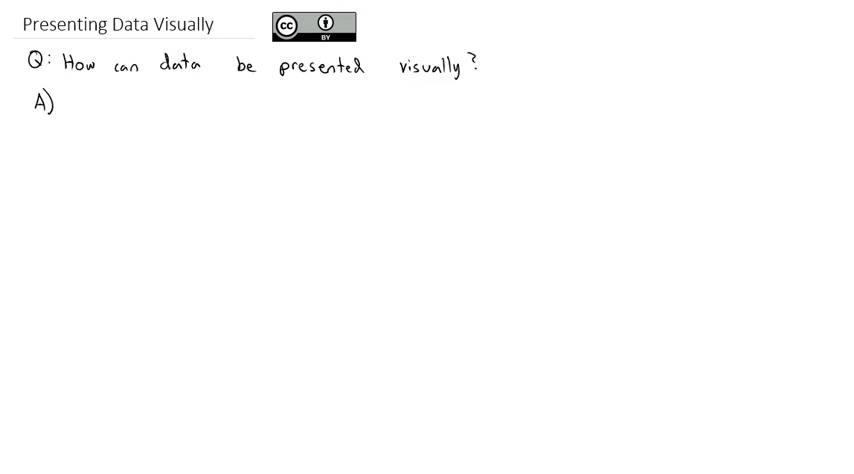 Presenting Data Visually
CC BY
Q: How can data be presented visually?
A)